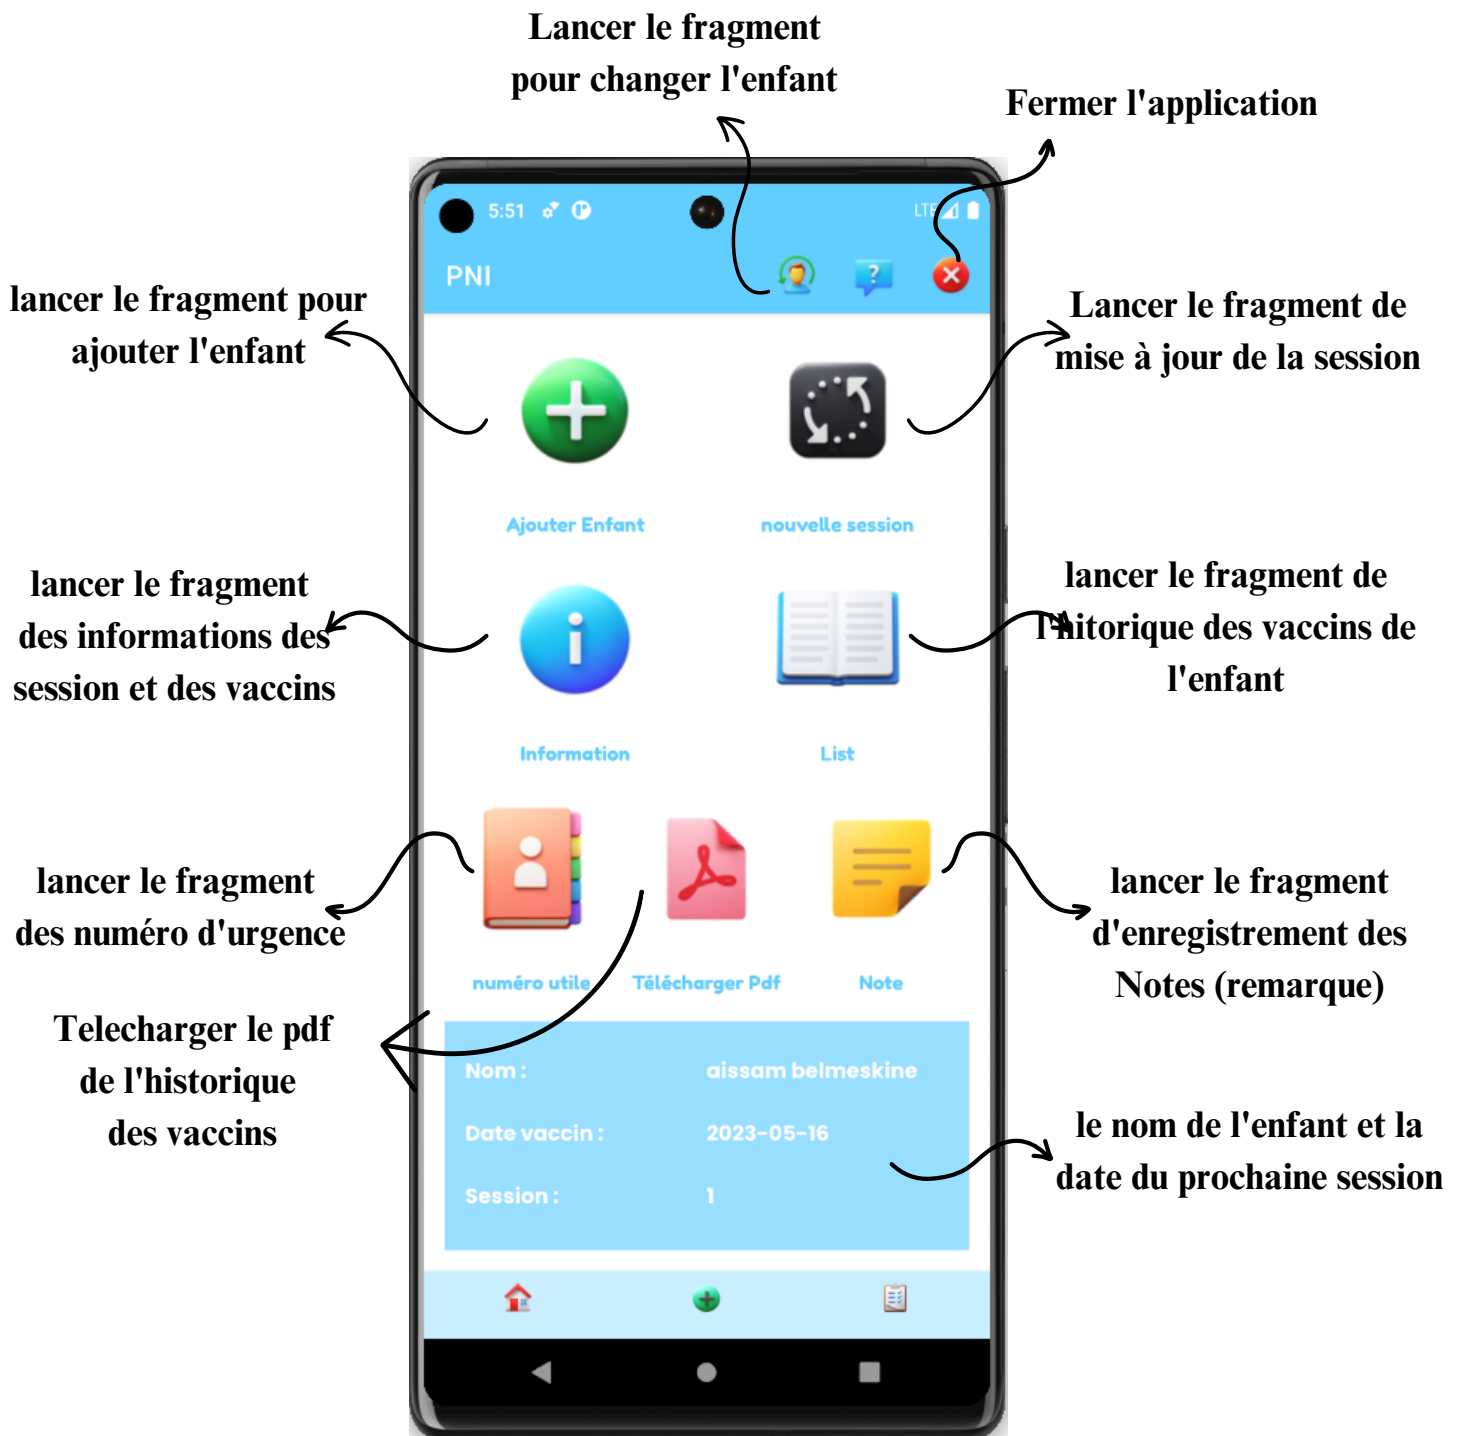 Lancer le fragment
pour changer l'enfant
Fermer l'application
5:51
LTE
PNI
lancer le fragment pour
ajouter l'enfant
Lancer le fragment de
mise à jour de la session
Ajouter Enfant
nouvelle session
lancer le fragment
des informations des
session et des vaccins
lancer le fragment de
l'hitorique des vaccins de
l'enfant
Information
List
lancer le fragment
des numéro d'urgence
lancer le fragment
d'enregistrement des
Notes (remarque)
numéro utile
Télécharger Pdf
Note
Telecharger le pdf
de l'historique
des vaccins
Nom : aissam belmeskine
Date vaccin : 2023-05-16
Session : 1
le nom de l'enfant et la
date du prochaine session